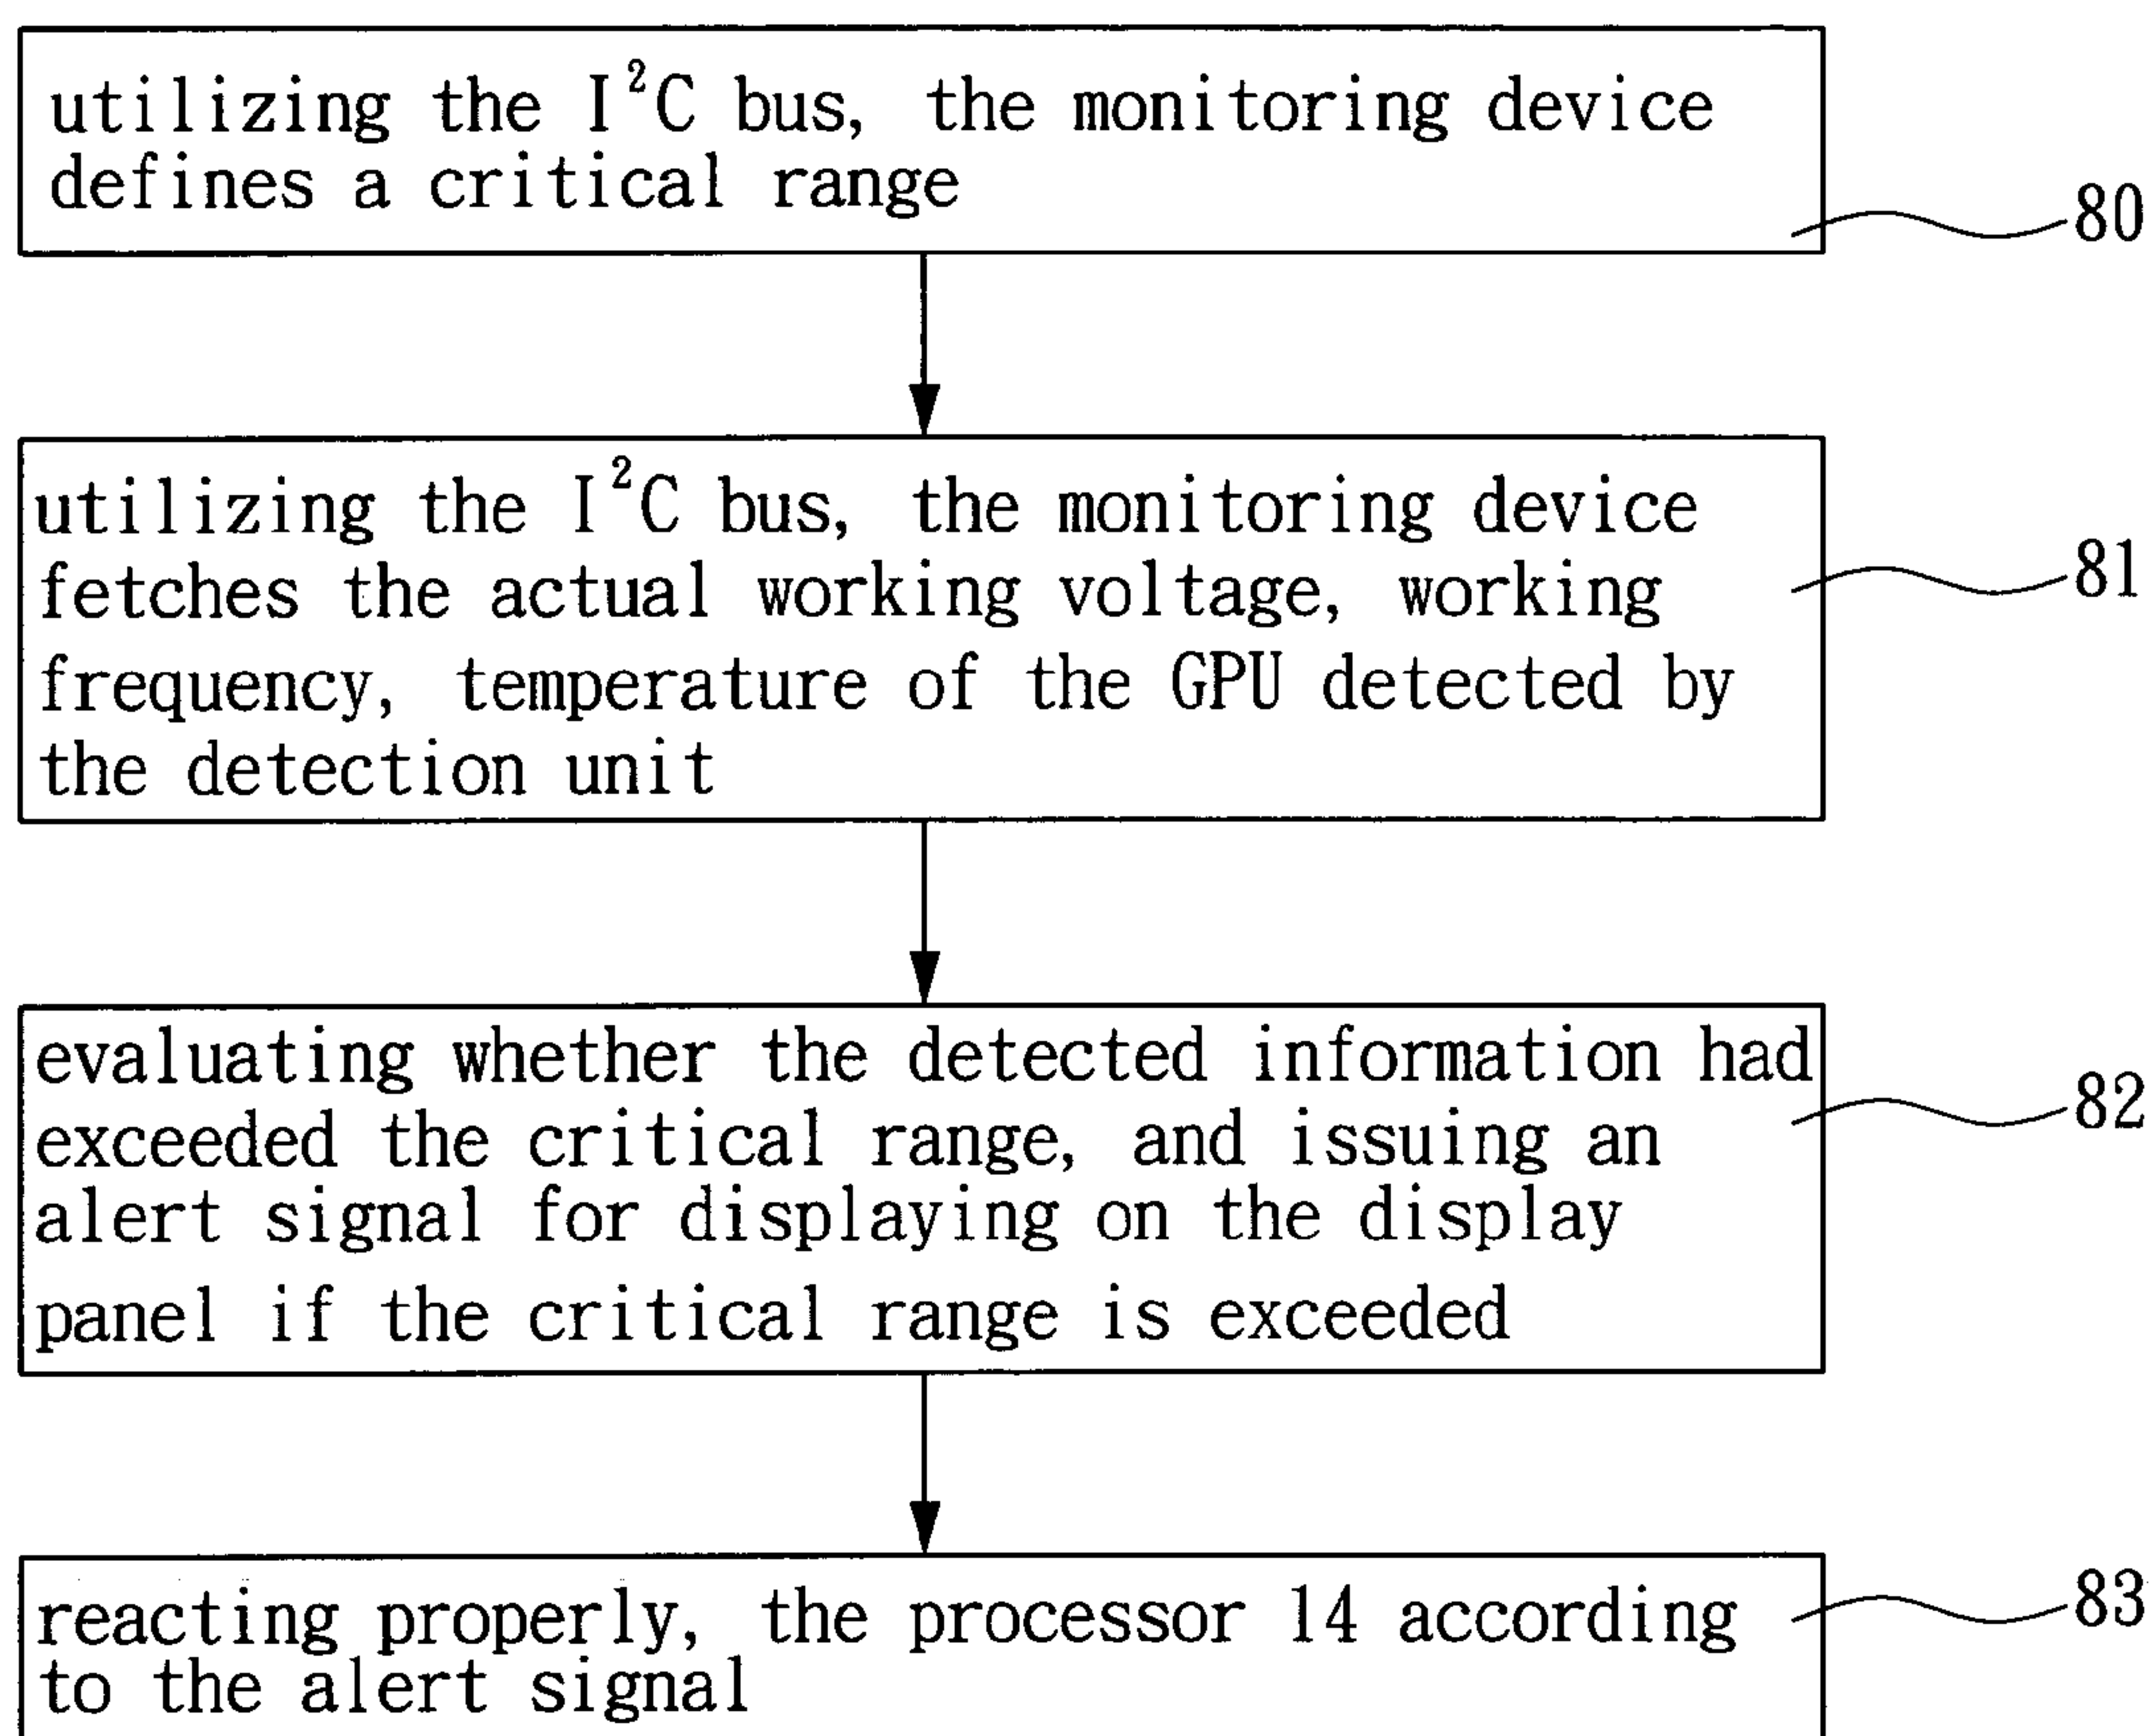 utilizing the I²C bus, the monitoring device
defines a critical range
80
utilizing the I²C bus, the monitoring device
fetches the actual working voltage, working
frequency, temperature of the GPU detected by
the detection unit
81
evaluating whether the detected information had
exceeded the critical range, and issuing an
alert signal for displaying on the display
panel if the critical range is exceeded
82
reacting properly, the processor 14 according
to the alert signal
83